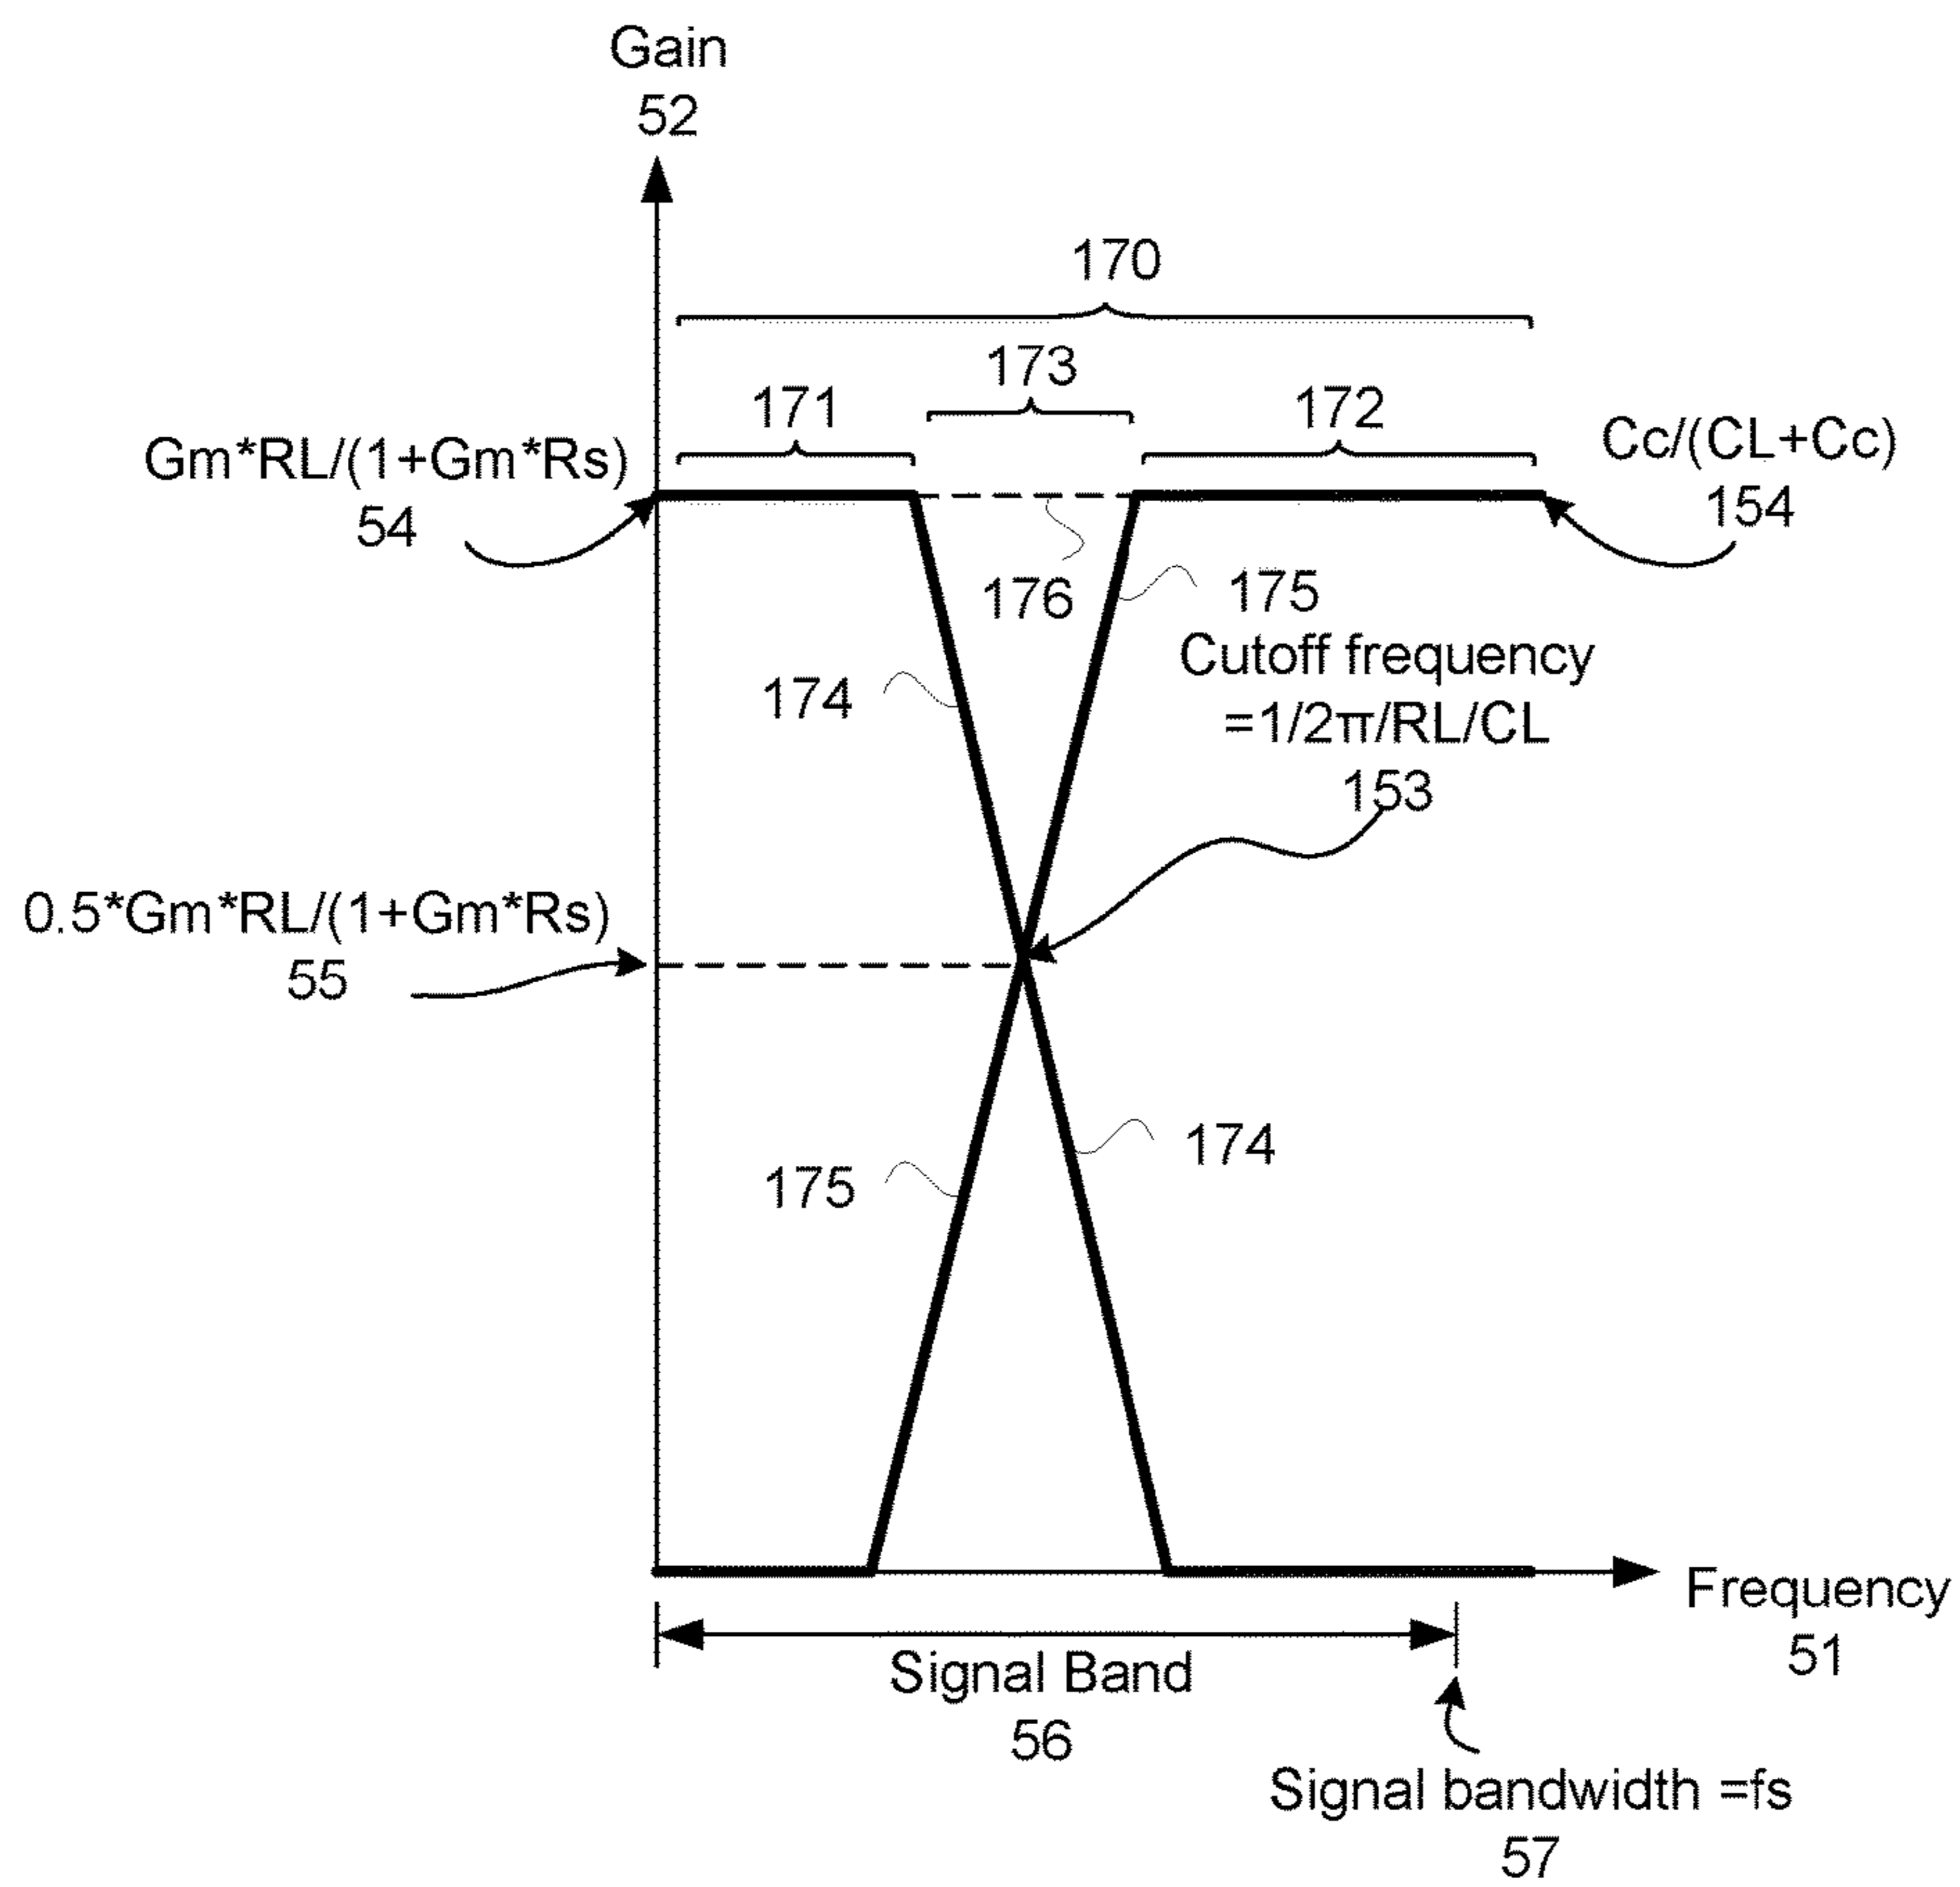 Gain
52
170
173
171
172
Gm*RL/(1+Gm*Rs)
54
Cc/(CL+Cc)
154
176
175
Cutoff frequency
=1/2π/RL/CL
153
174
0.5*Gm*RL/(1+Gm*Rs)
55
174
175
Frequency
51
Signal Band
56
Signal bandwidth =fs
57